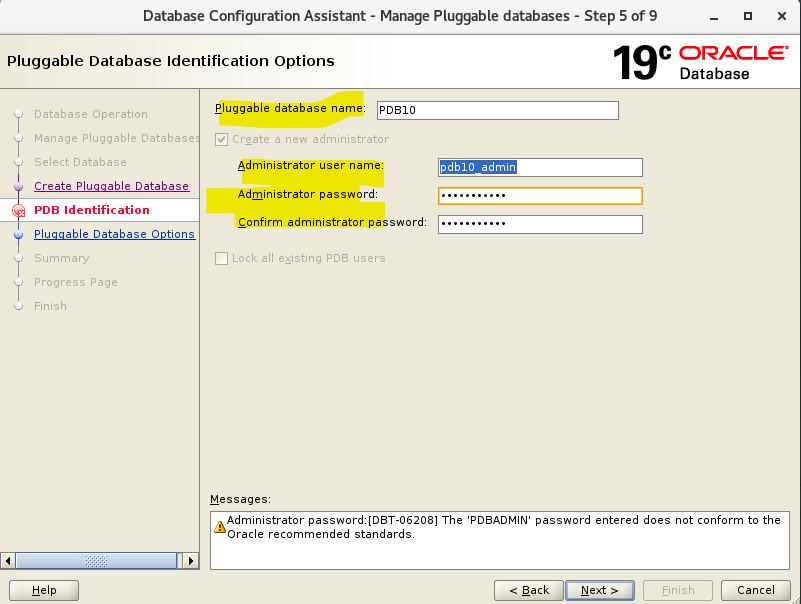 Database Configuration Assistant - Manage Pluggable databases - Step 5 of 9
Pluggable Database Identification Options
19c ORACLE
Database
Database Operation
Manage Pluggable Databases
Select Database
Create Pluggable Database
PDB Identification
Pluggable Database Options
Summary
Progress Page
Finish
Pluggable database name: PDB10
Create a new administrator
Administrator user name: pdb10_admin
Administrator password: •••••••••••
Confirm administrator password: •••••••••••
Lock all existing PDB users
Messages:
Administrator password:[DBT-06208] The 'PDBADMIN' password entered does not conform to the
Oracle recommended standards.
Help
< Back
Next >
Finish
Cancel